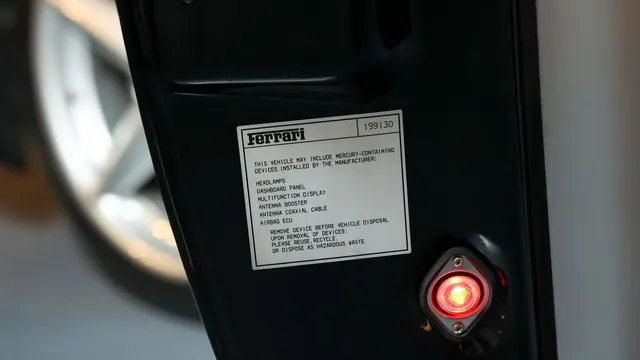 Ferrari 199130
THIS VEHICLE MAY INCLUDE MERCURY-CONTAINING
DEVICES INSTALLED BY THE MANUFACTURER:
HEADLAMPS
DASHBOARD PANEL
MULTIFUNCTION DISPLAY
ANTENNA BOOSTER
ANTENNA COAXIAL CABLE
AIRBAG ECU
REMOVE DEVICE BEFORE VEHICLE DISPOSAL
UPON REMOVAL OF DEVICES:
PLEASE REUSE,RECYCLE,
OR DISPOSE AS HAZARDOUS WASTE